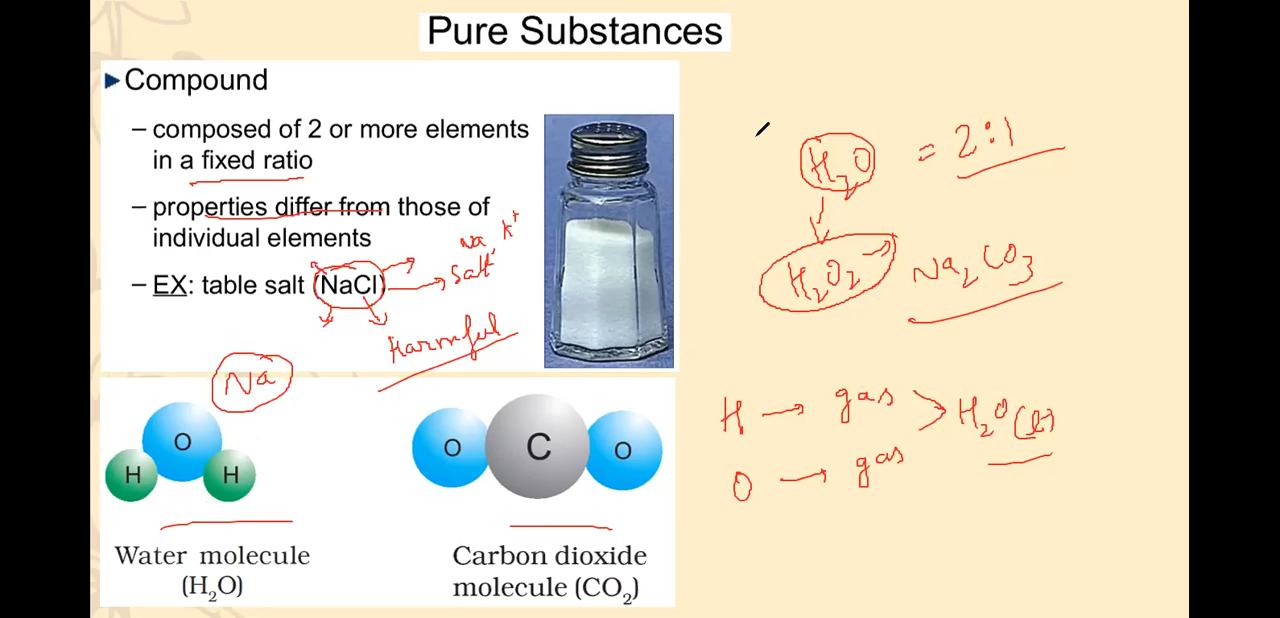 Pure Substances
▶Compound
– composed of 2 or more elements
in a fixed ratio
– properties differ from those of
individual elements
– EX: table salt (NaCl)
Na K⁺
Salt,
Harmful
Na
H₂O = 2:1
H₂O₂ Na₂CO₃
H → gas
O → gas
> H₂O (l)
O
H H
O C O
Water molecule
(H₂O)
Carbon dioxide
molecule (CO₂)